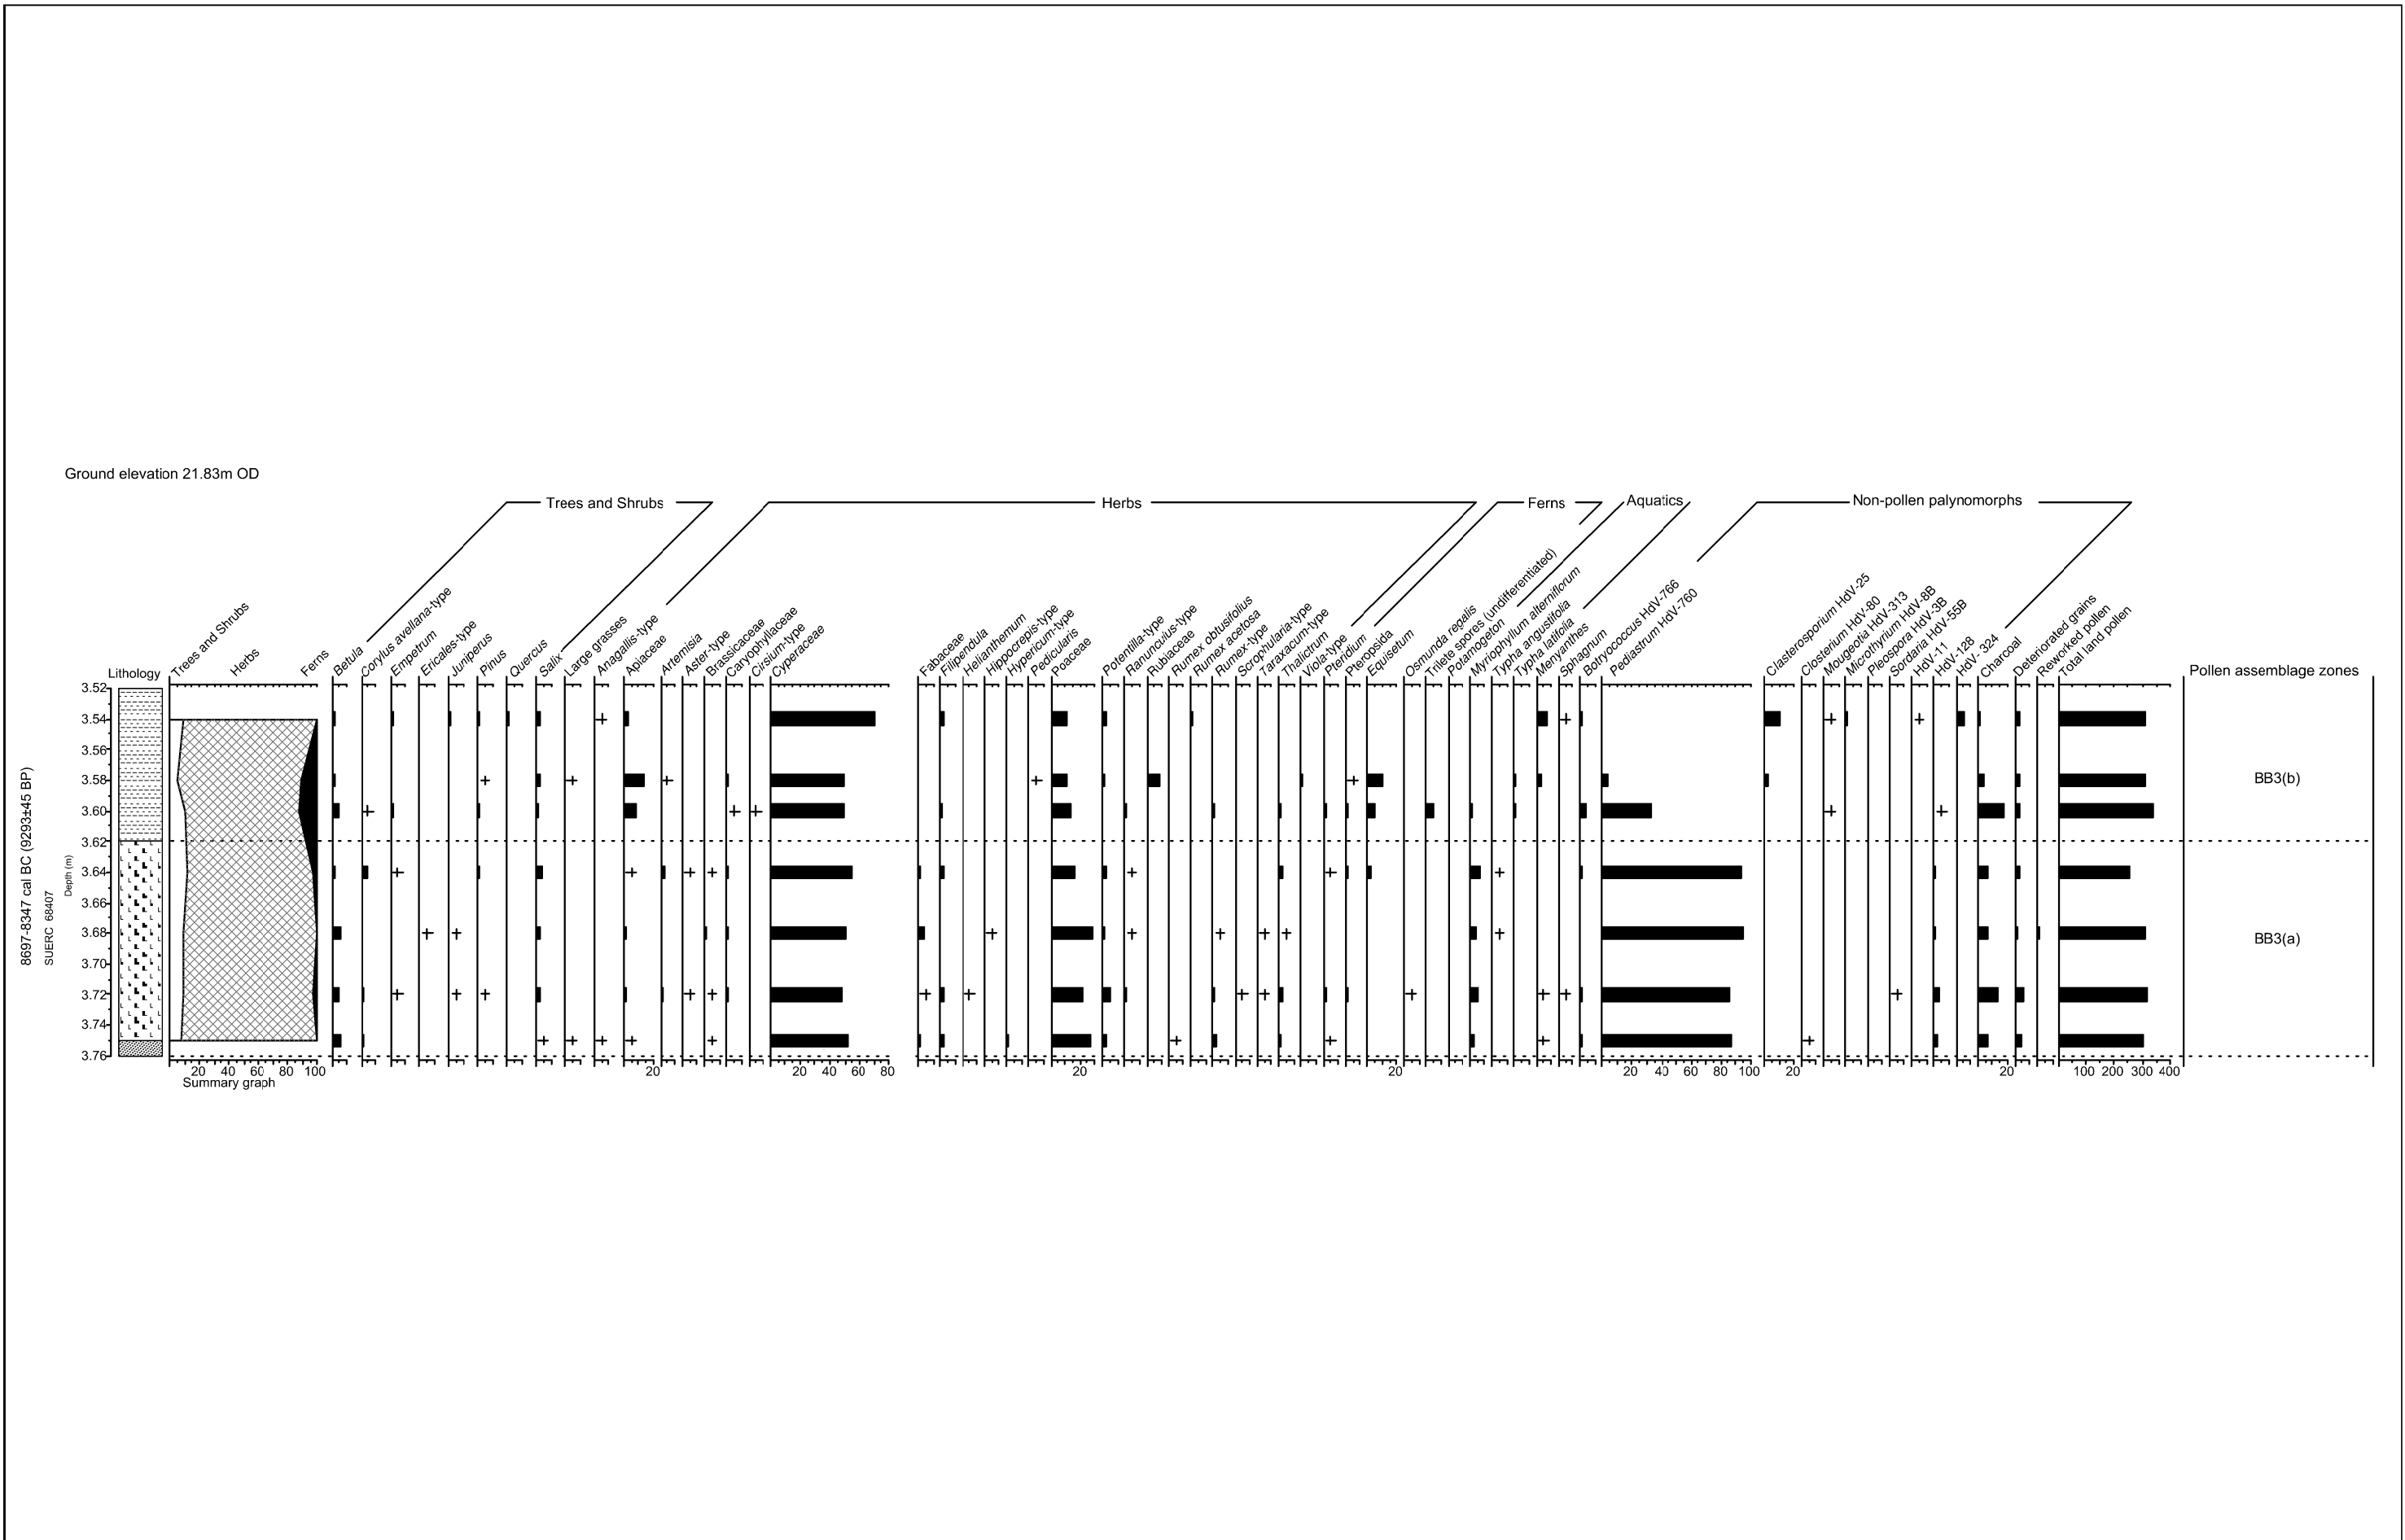 Ground elevation 21.83m OD
Trees and Shrubs
Herbs
Ferns
Aquatics
Non-pollen palynomorphs
Lithology
Trees and Shrubs
Herbs
Ferns
Betula
Corylus avellana-type
Empetrum
Ericales-type
Juniperus
Pinus
Quercus
Salix
Large grasses
Anagallis-type
Apiaceae
Artemisia
Aster-type
Brassicaceae
Caryophyllaceae
Cirsium-type
Cyperaceae
Fabaceae
Filipendula
Helianthemum
Hippocrepis-type
Hypericum-type
Pedicularis
Poaceae
Potentilla-type
Ranunculus-type
Rubiaceae
Rumex obtusifolius
Rumex acetosa
Rumex-type
Scrophularia-type
Taraxacum-type
Thalictrum
Viola-type
Pteridium
Pteropsida
Equisetum
Osmunda regalis
Trilete spores (undifferentiated)
Potamogeton
Myriophyllum alterniflorum
Typha angustifolia
Typha latifolia
Menyanthes
Sphagnum
Botryococcus HdV-766
Pediastrum HdV-760
Clasterosporium HdV-25
Closterium HdV-80
Mougeotia HdV-313
Microthyrium HdV-8B
Pleospora HdV-3B
Sordaria HdV-55B
HdV-11
HdV-128
HdV- 324
Charcoal
Deteriorated grains
Reworked pollen
Total land pollen
Pollen assemblage zones
3.52
3.54
3.56
3.58
3.60
3.62
3.64
3.66
3.68
3.70
3.72
3.74
3.76
Depth (m)
8697-8347 cal BC (9293±45 BP)
SUERC 68407
BB3(b)
BB3(a)
20 40 60 80 100
Summary graph
20
20 40 60 80
20
20
20 40 60 80 100
20
20
100 200 300 400